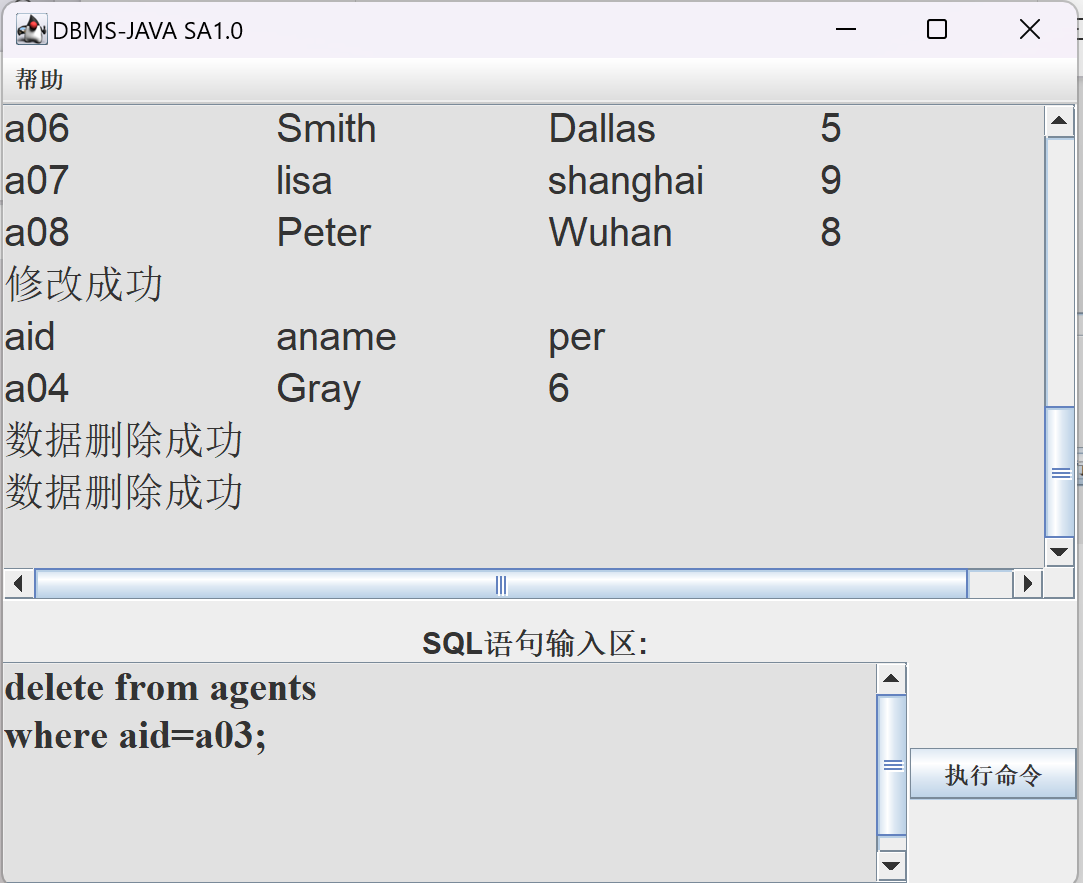 DBMS-JAVA SA1.0
帮助
a06 Smith Dallas 5
a07 lisa shanghai 9
a08 Peter Wuhan 8
修改成功
aid aname per
a04 Gray 6
数据删除成功
数据删除成功
SQL语句输入区:
delete from agents
where aid=a03;
执行命令